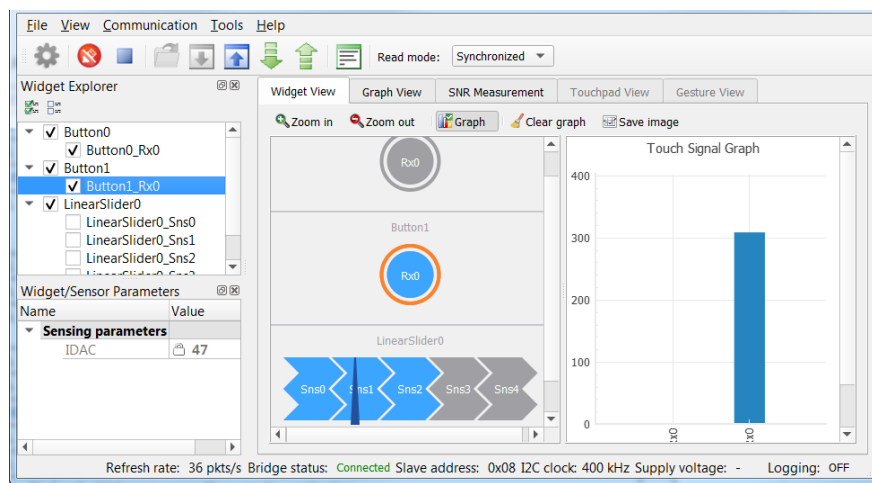 File View Communication Tools Help
Read mode: Synchronized
Widget Explorer
Button0
Button0_Rx0
Button1
Button1_Rx0
LinearSlider0
LinearSlider0_Sns0
LinearSlider0_Sns1
LinearSlider0_Sns2
Widget/Sensor Parameters
Name Value
Sensing parameters
IDAC 47
Widget View Graph View SNR Measurement Touchpad View Gesture View
Zoom in Zoom out Graph Clear graph Save image
Rx0
Button1
Rx0
LinearSlider0
Sns0 Sns1 Sns2 Sns3 Sns4
Touch Signal Graph
400
300
200
100
0
Refresh rate: 36 pkts/s Bridge status: Connected Slave address: 0x08 I2C clock: 400 kHz Supply voltage: - Logging: OFF